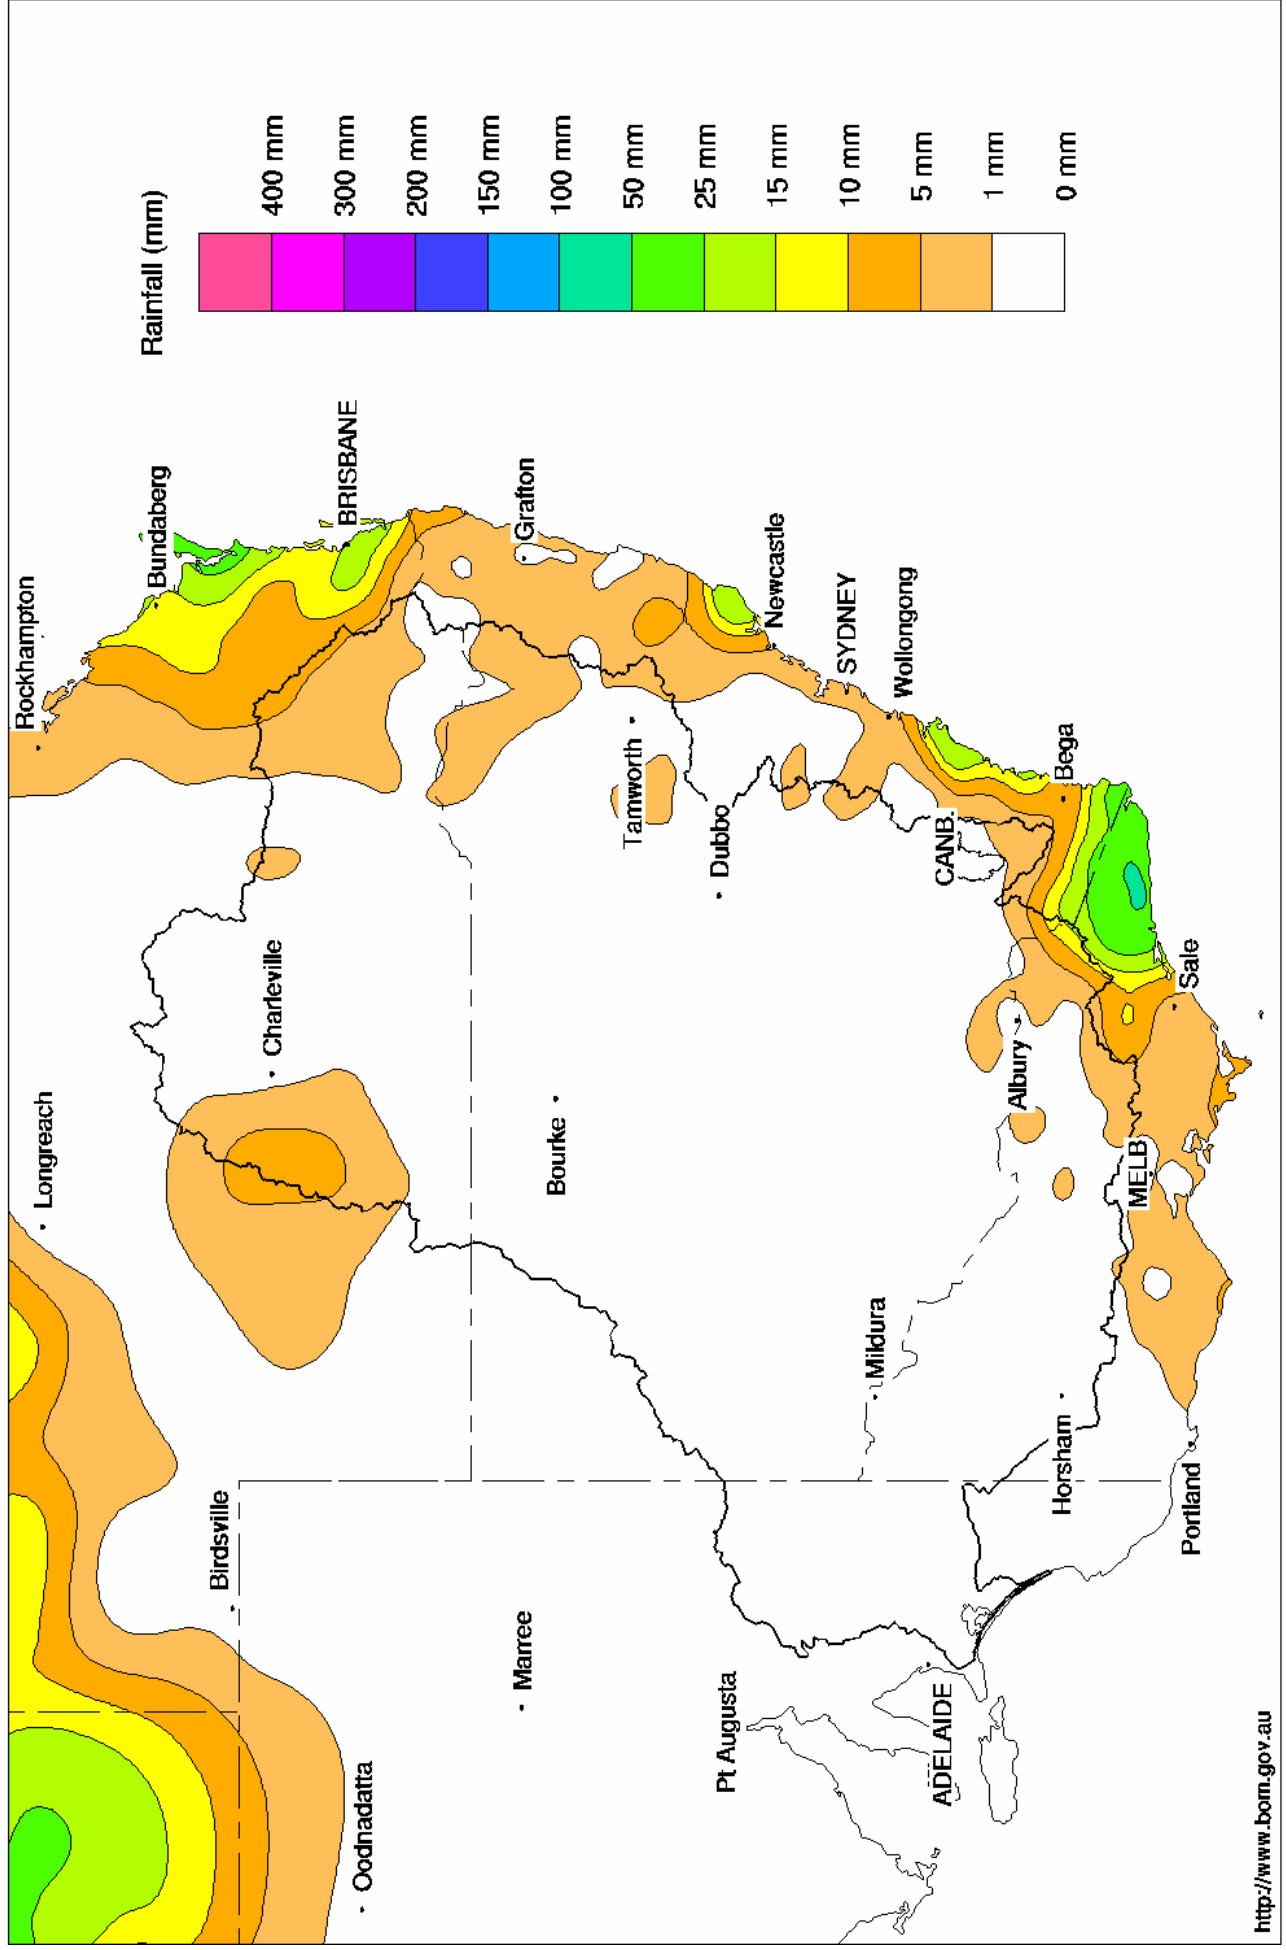 Rockhampton
Longreach
Bundaberg
Birdsville
Charleville
BRISBANE
Oodnadatta
Marree
Bourke
Grafton
Tamworth
Pt Augusta
Dubbo
Newcastle
Mildura
SYDNEY
Wollongong
ADELAIDE
CANB.
Albury
Horsham
Bega
MELB
Portland
Sale
Rainfall (mm)
400 mm
300 mm
200 mm
150 mm
100 mm
50 mm
25 mm
15 mm
10 mm
5 mm
1 mm
0 mm
http://www.bom.gov.au